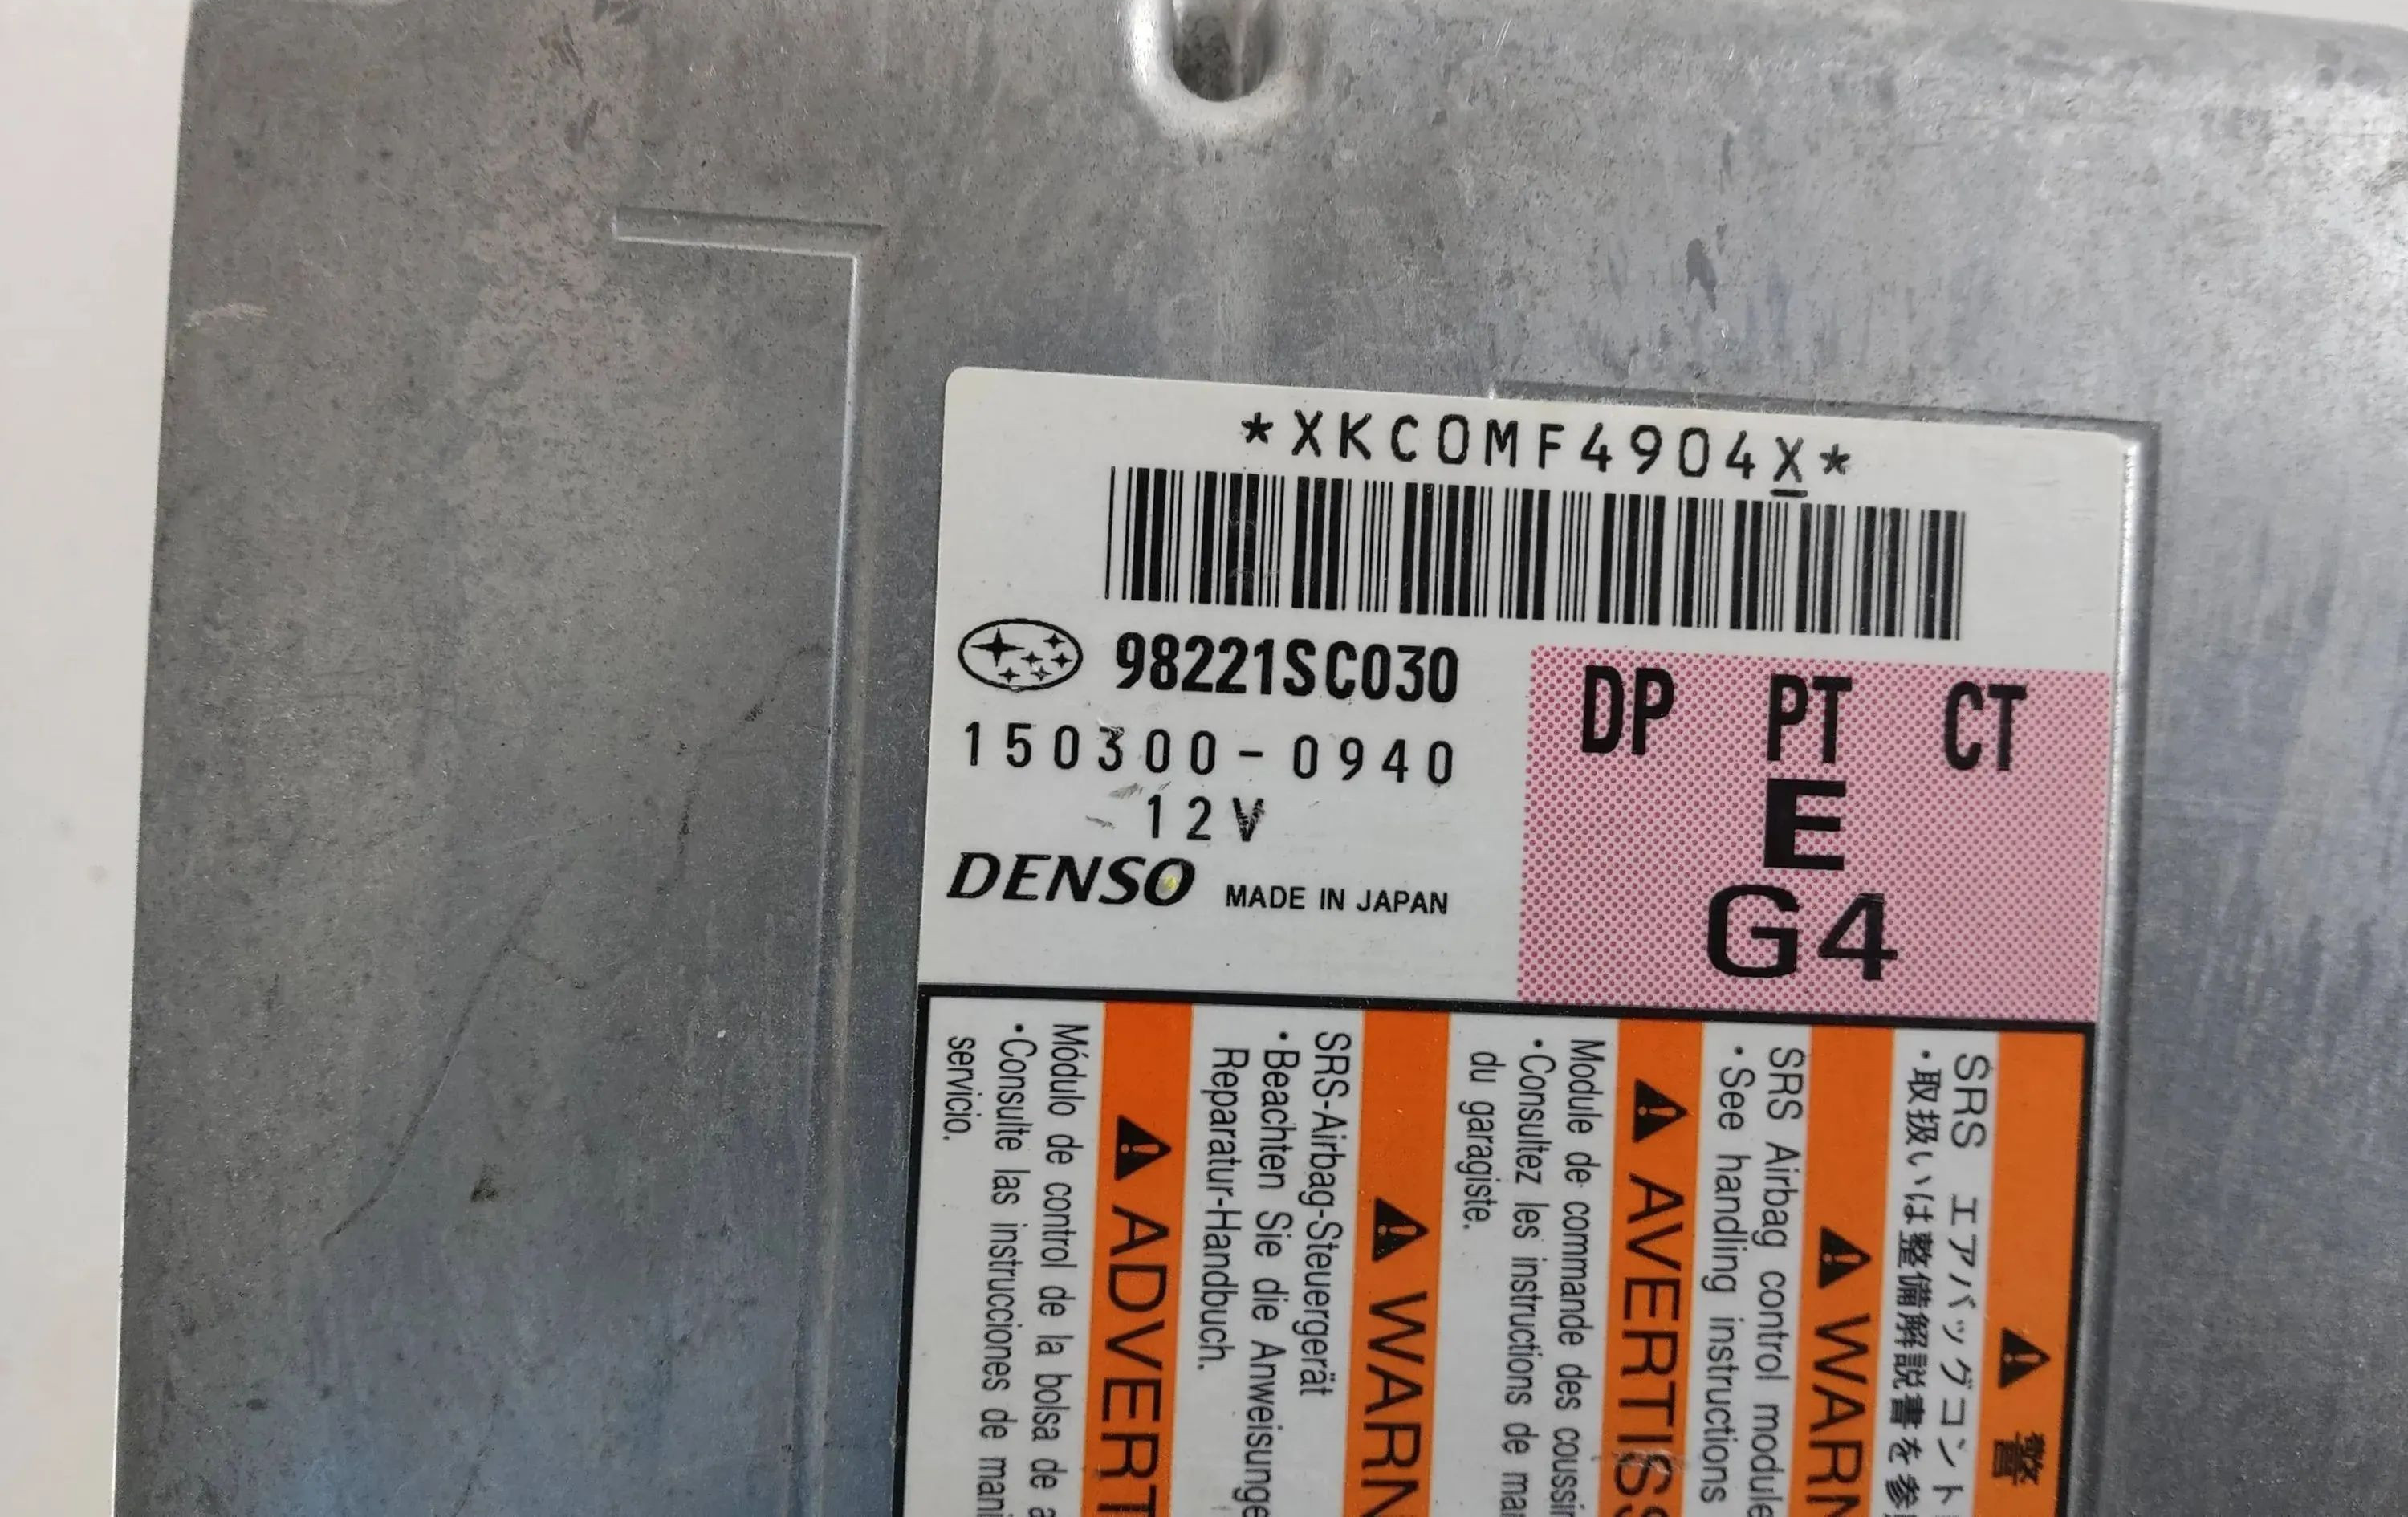 *XKC0MF4904X*
98221SC030
150300-0940
12V
DENSO MADE IN JAPAN
DP PT CT
E
G4
警
SRS エアバッグコント
・取扱いは整備解説書を参
WARN
SRS Airbag control module
・See handling instructions
AVERTISS
Module de commande des coussin
・Consultez les instructions de man
du garagiste.
WARN
SRS-Airbag-Steuergerät
・Beachten Sie die Anweisunge
Reparatur-Handbuch.
ADVERT
Módulo de control de la bolsa de a
・Consulte las instrucciones de mani
servicio.